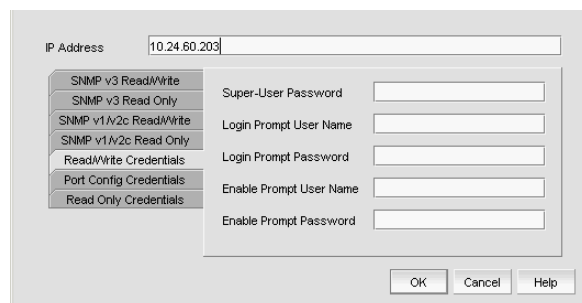 IP Address 10.24.60.203
SNMP v3 Read/Write
SNMP v3 Read Only
SNMP v1/v2c Read/Write
SNMP v1/v2c Read Only
Read/Write Credentials
Port Config Credentials
Read Only Credentials
Super-User Password
Login Prompt User Name
Login Prompt Password
Enable Prompt User Name
Enable Prompt Password
OK Cancel Help